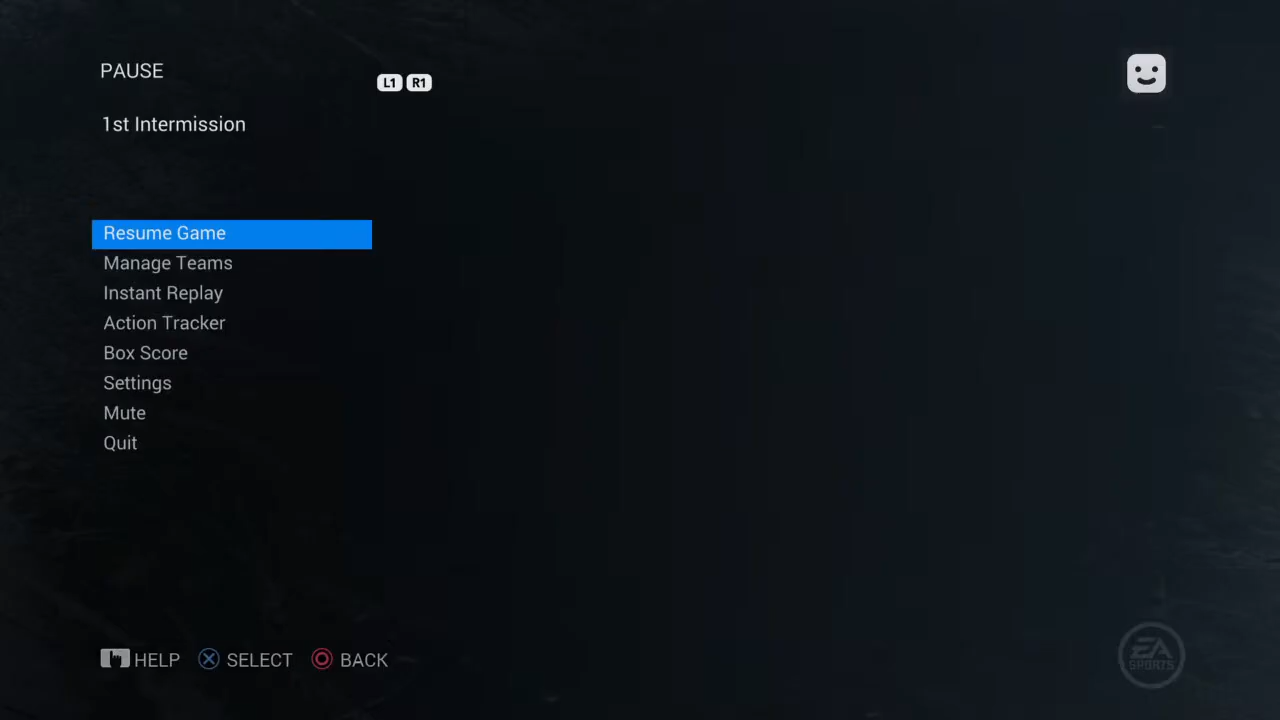 PAUSE
L1 R1
1st Intermission
Resume Game
Manage Teams
Instant Replay
Action Tracker
Box Score
Settings
Mute
Quit
HELP SELECT BACK
EA
SPORTS